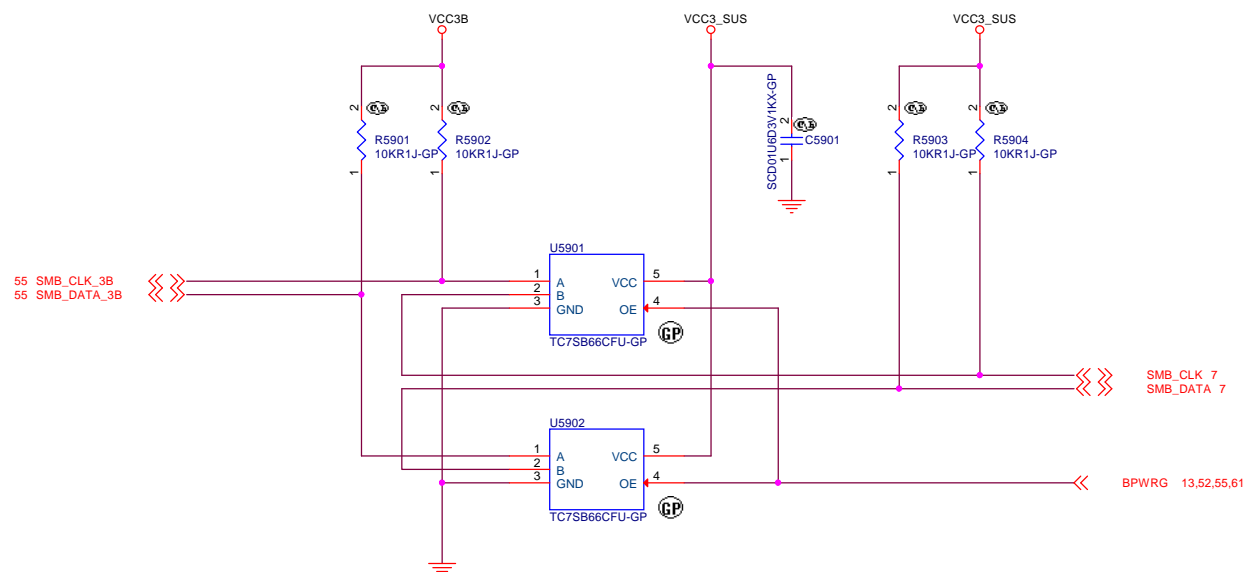 VCC3B
VCC3_SUS
VCC3_SUS
2
R5901
10KR1J-GP
1
2
R5902
10KR1J-GP
1
SCD01U6D3V1KX-GP
2
C5901
1
2
R5903
10KR1J-GP
1
2
R5904
10KR1J-GP
1
55 SMB_CLK_3B
55 SMB_DATA_3B
U5901
1 A VCC 5
2 B
3 GND OE 4
TC7SB66CFU-GP
GP
SMB_CLK 7
SMB_DATA 7
U5902
1 A VCC 5
2 B
3 GND OE 4
TC7SB66CFU-GP
GP
BPWRG 13,52,55,61